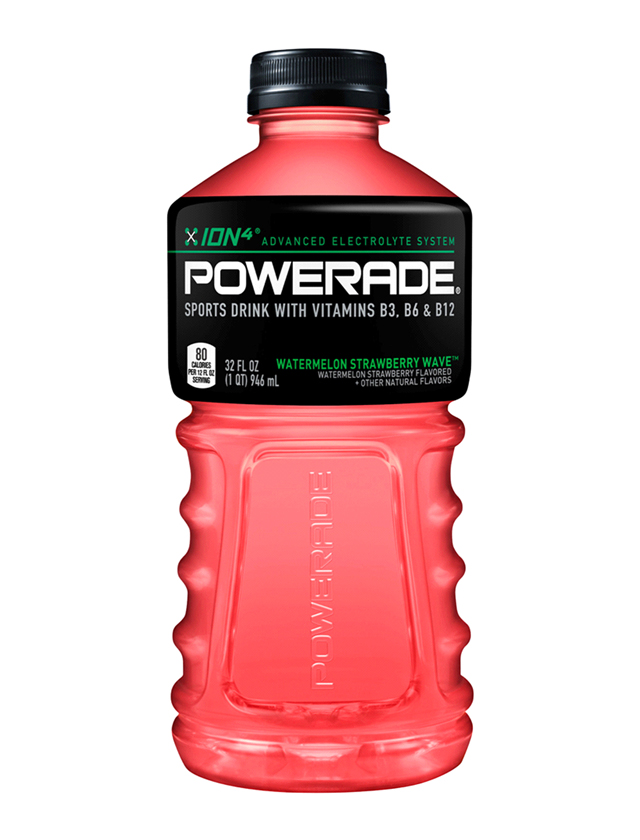 ION4® ADVANCED ELECTROLYTE SYSTEM
POWERADE®
SPORTS DRINK WITH VITAMINS B3, B6 & B12
80
CALORIES
PER 12 FL OZ
SERVING
32 FL OZ
(1 QT) 946 mL
WATERMELON STRAWBERRY WAVE™
WATERMELON STRAWBERRY FLAVORED
+ OTHER NATURAL FLAVORS
POWERADE